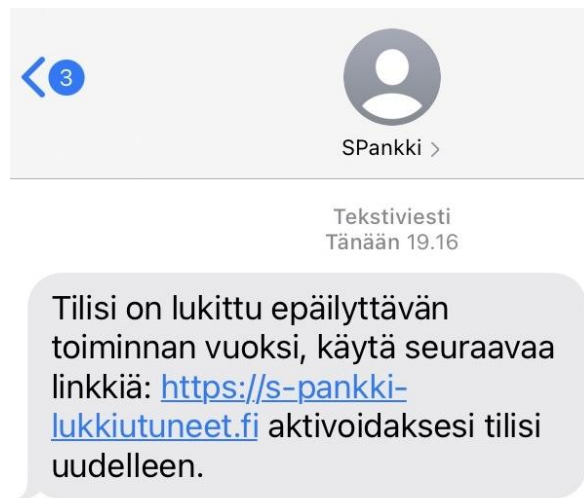 3
SPankki >
Tekstiviesti
Tänään 19.16
Tilisi on lukittu epäilyttävän
toiminnan vuoksi, käytä seuraavaa
linkkiä: https://s-pankki-
lukkiutuneet.fi aktivoidaksesi tilisi
uudelleen.